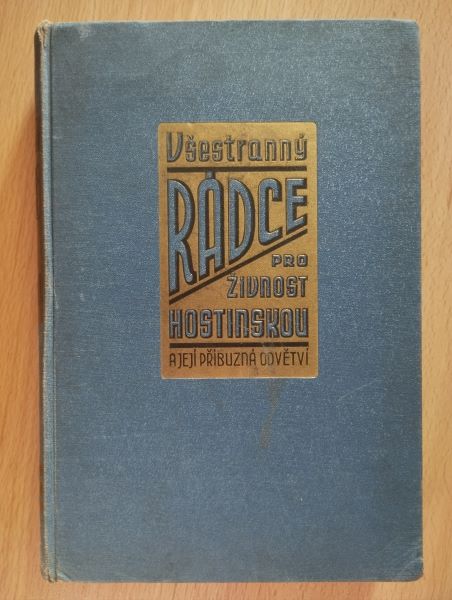 Všestranný
RÁDCE
PRO
ŽIVNOST
HOSTINSKOU
A JEJÍ PŘÍBUZNÁ ODVĚTVÍ